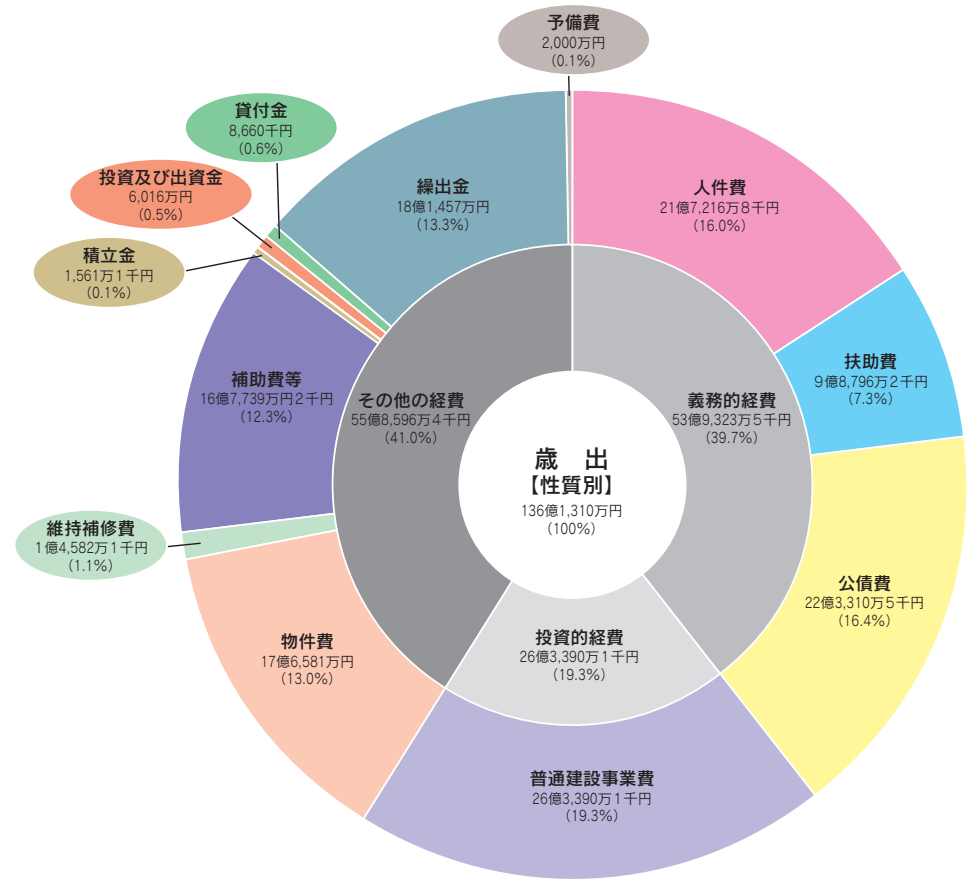 予備費
2,000万円
(0.1%)
貸付金
8,660千円
(0.6%)
投資及び出資金
6,016万円
(0.5%)
積立金
1,561万1千円
(0.1%)
繰出金
18億1,457万円
(13.3%)
人件費
21億7,216万8千円
(16.0%)
扶助費
9億8,796万2千円
(7.3%)
補助費等
16億7,739万円2千円
(12.3%)
その他の経費
55億8,596万4千円
(41.0%)
義務的経費
53億9,323万5千円
(39.7%)
歳 出
【性質別】
136億1,310万円
(100%)
維持補修費
1億4,582万1千円
(1.1%)
公債費
22億3,310万5千円
(16.4%)
物件費
17億6,581万円
(13.0%)
投資的経費
26億3,390万1千円
(19.3%)
普通建設事業費
26億3,390万1千円
(19.3%)